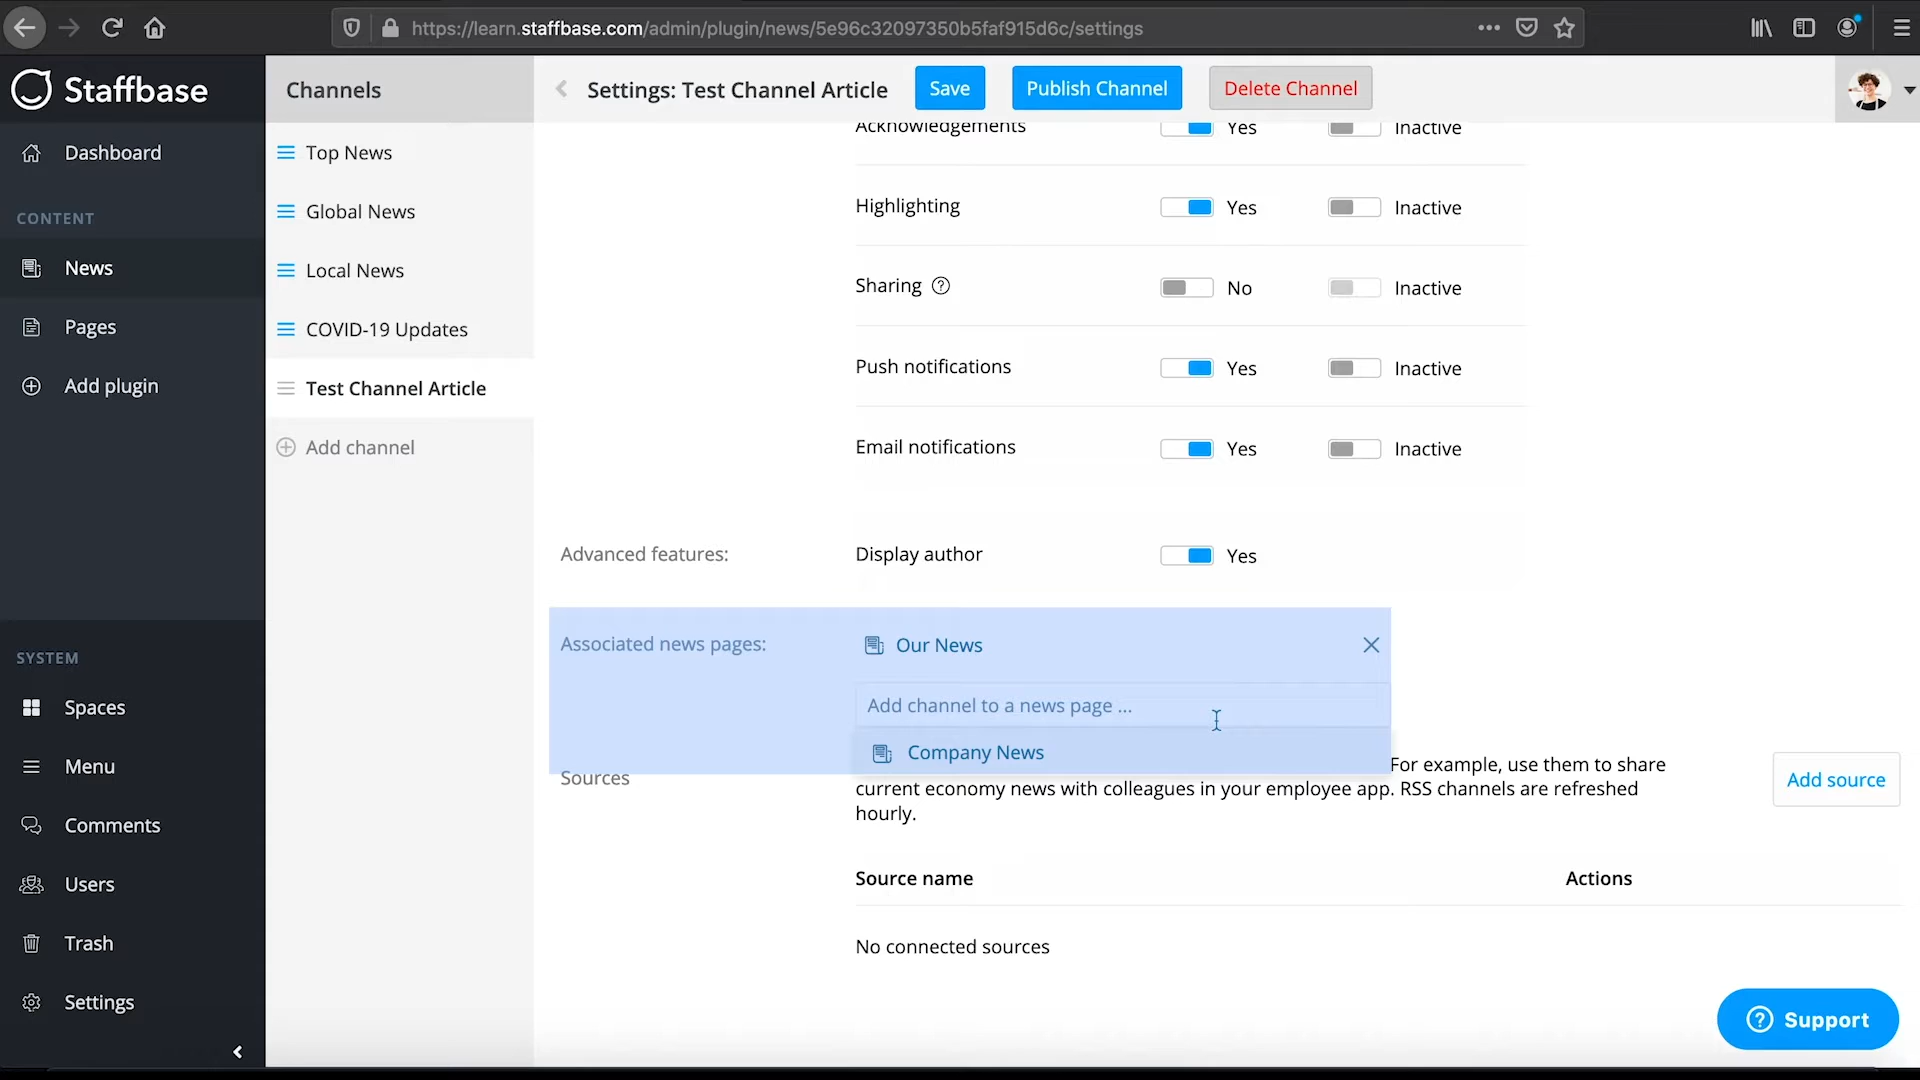 https://learn.staffbase.com/admin/plugin/news/5e96c32097350b5faf915d6c/settings
Staffbase
Channels
Settings: Test Channel Article
Save
Publish Channel
Delete Channel
Dashboard
CONTENT
News
Pages
Add plugin
SYSTEM
Spaces
Menu
Comments
Users
Trash
Settings
Top News
Global News
Local News
COVID-19 Updates
Test Channel Article
Add channel
Acknowledgements Yes Inactive
Highlighting Yes Inactive
Sharing ? No Inactive
Push notifications Yes Inactive
Email notifications Yes Inactive
Advanced features: Display author Yes
Associated news pages: Our News
Add channel to a news page ...
Company News
Sources
For example, use them to share
current economy news with colleagues in your employee app. RSS channels are refreshed
hourly.
Add source
Source name Actions
No connected sources
? Support